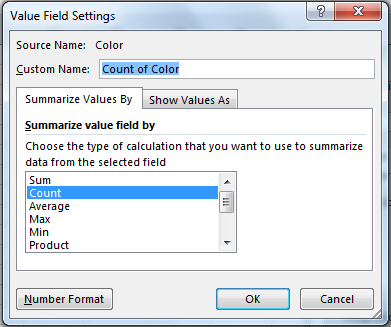 Value Field Settings
Source Name: Color
Custom Name: Count of Color
Summarize Values By Show Values As
Summarize value field by
Choose the type of calculation that you want to use to summarize
data from the selected field
Sum
Count
Average
Max
Min
Product
Number Format OK Cancel